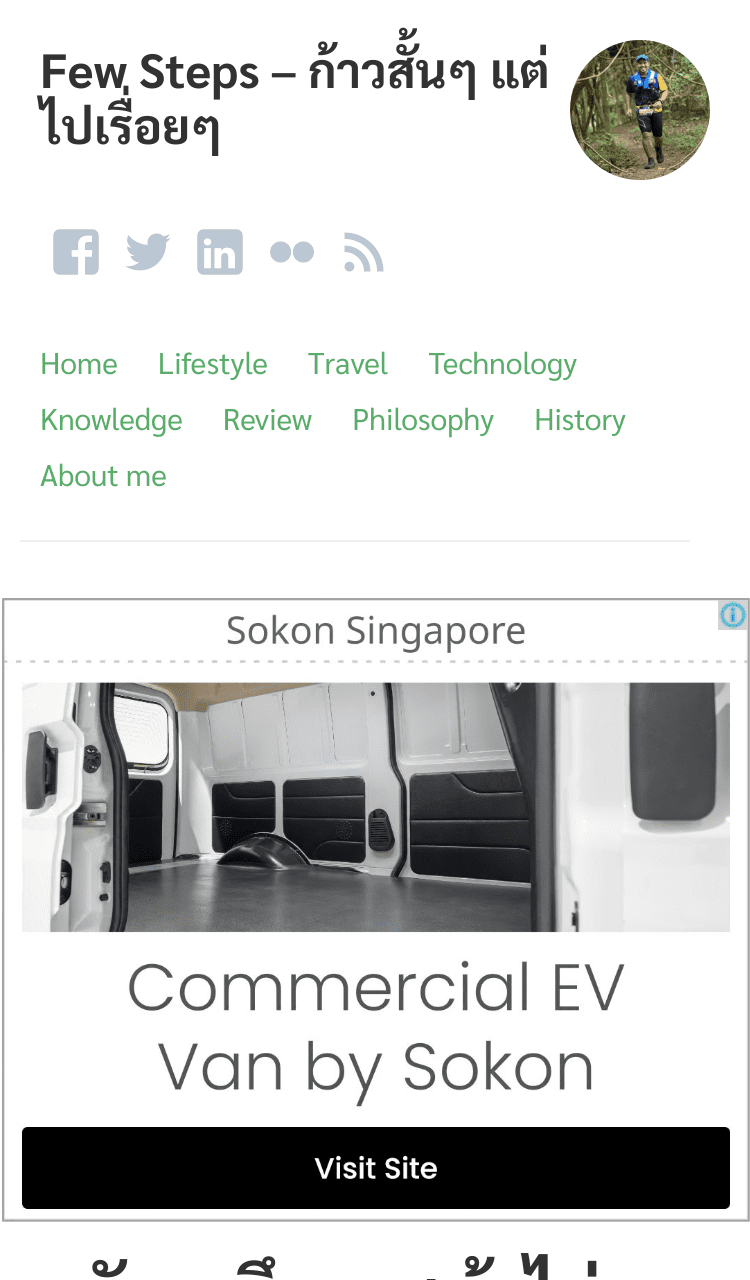 Few Steps – ก้าวสั้นๆ แต่
ไปเรื่อยๆ
Home Lifestyle Travel Technology
Knowledge Review Philosophy History
About me
Sokon Singapore
Commercial EV
Van by Sokon
Visit Site